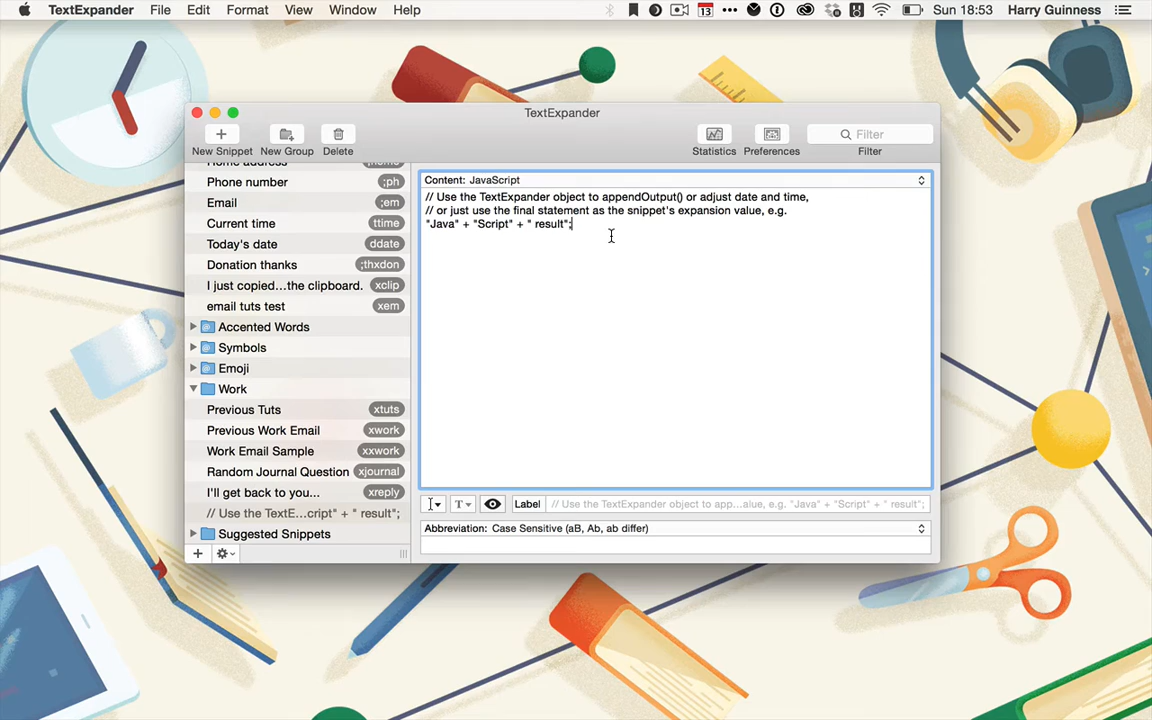 TextExpander File Edit Format View Window Help
13 Sun 18:53 Harry Guinness
TextExpander
New Snippet New Group Delete Statistics Preferences Filter
Filter
Phone number ;ph
Email ;em
Current time ttime
Today's date ddate
Donation thanks ;thxdon
I just copied...the clipboard. xclip
email tuts test xem
Accented Words
Symbols
Emoji
Work
Previous Tuts xtuts
Previous Work Email xwork
Work Email Sample xxwork
Random Journal Question xjournal
I'll get back to you... xreply
// Use the TextE...cript" + " result";
Suggested Snippets
Content: JavaScript
// Use the TextExpander object to appendOutput() or adjust date and time,
// or just use the final statement as the snippet's expansion value, e.g.
"Java" + "Script" + " result";
Label // Use the TextExpander object to app...alue, e.g. "Java" + "Script" + " result";
Abbreviation: Case Sensitive (aB, Ab, ab differ)